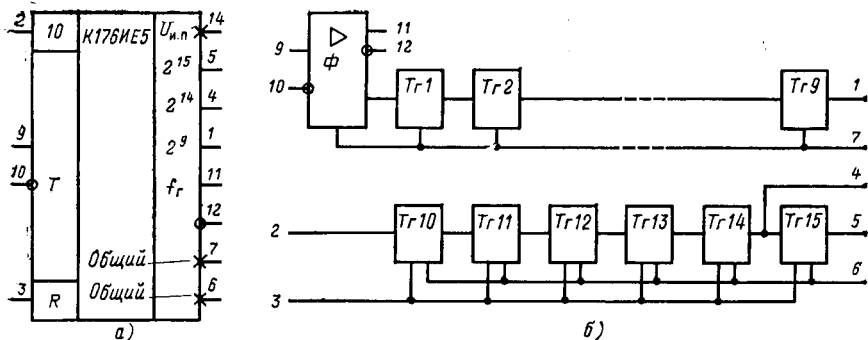 2 10 К176ИЕ5 Uи.п 14
2¹⁵ 5
2¹⁴ 4
9 2⁹ 1
10 T fг 11
12
Общий 7
3 R Общий 6
а)
9 ▷ 11
10 Ф 12
Тг1 Тг2 Тг9 1
7
4
2 Тг10 Тг11 Тг12 Тг13 Тг14 Тг15 5
6
3
б)